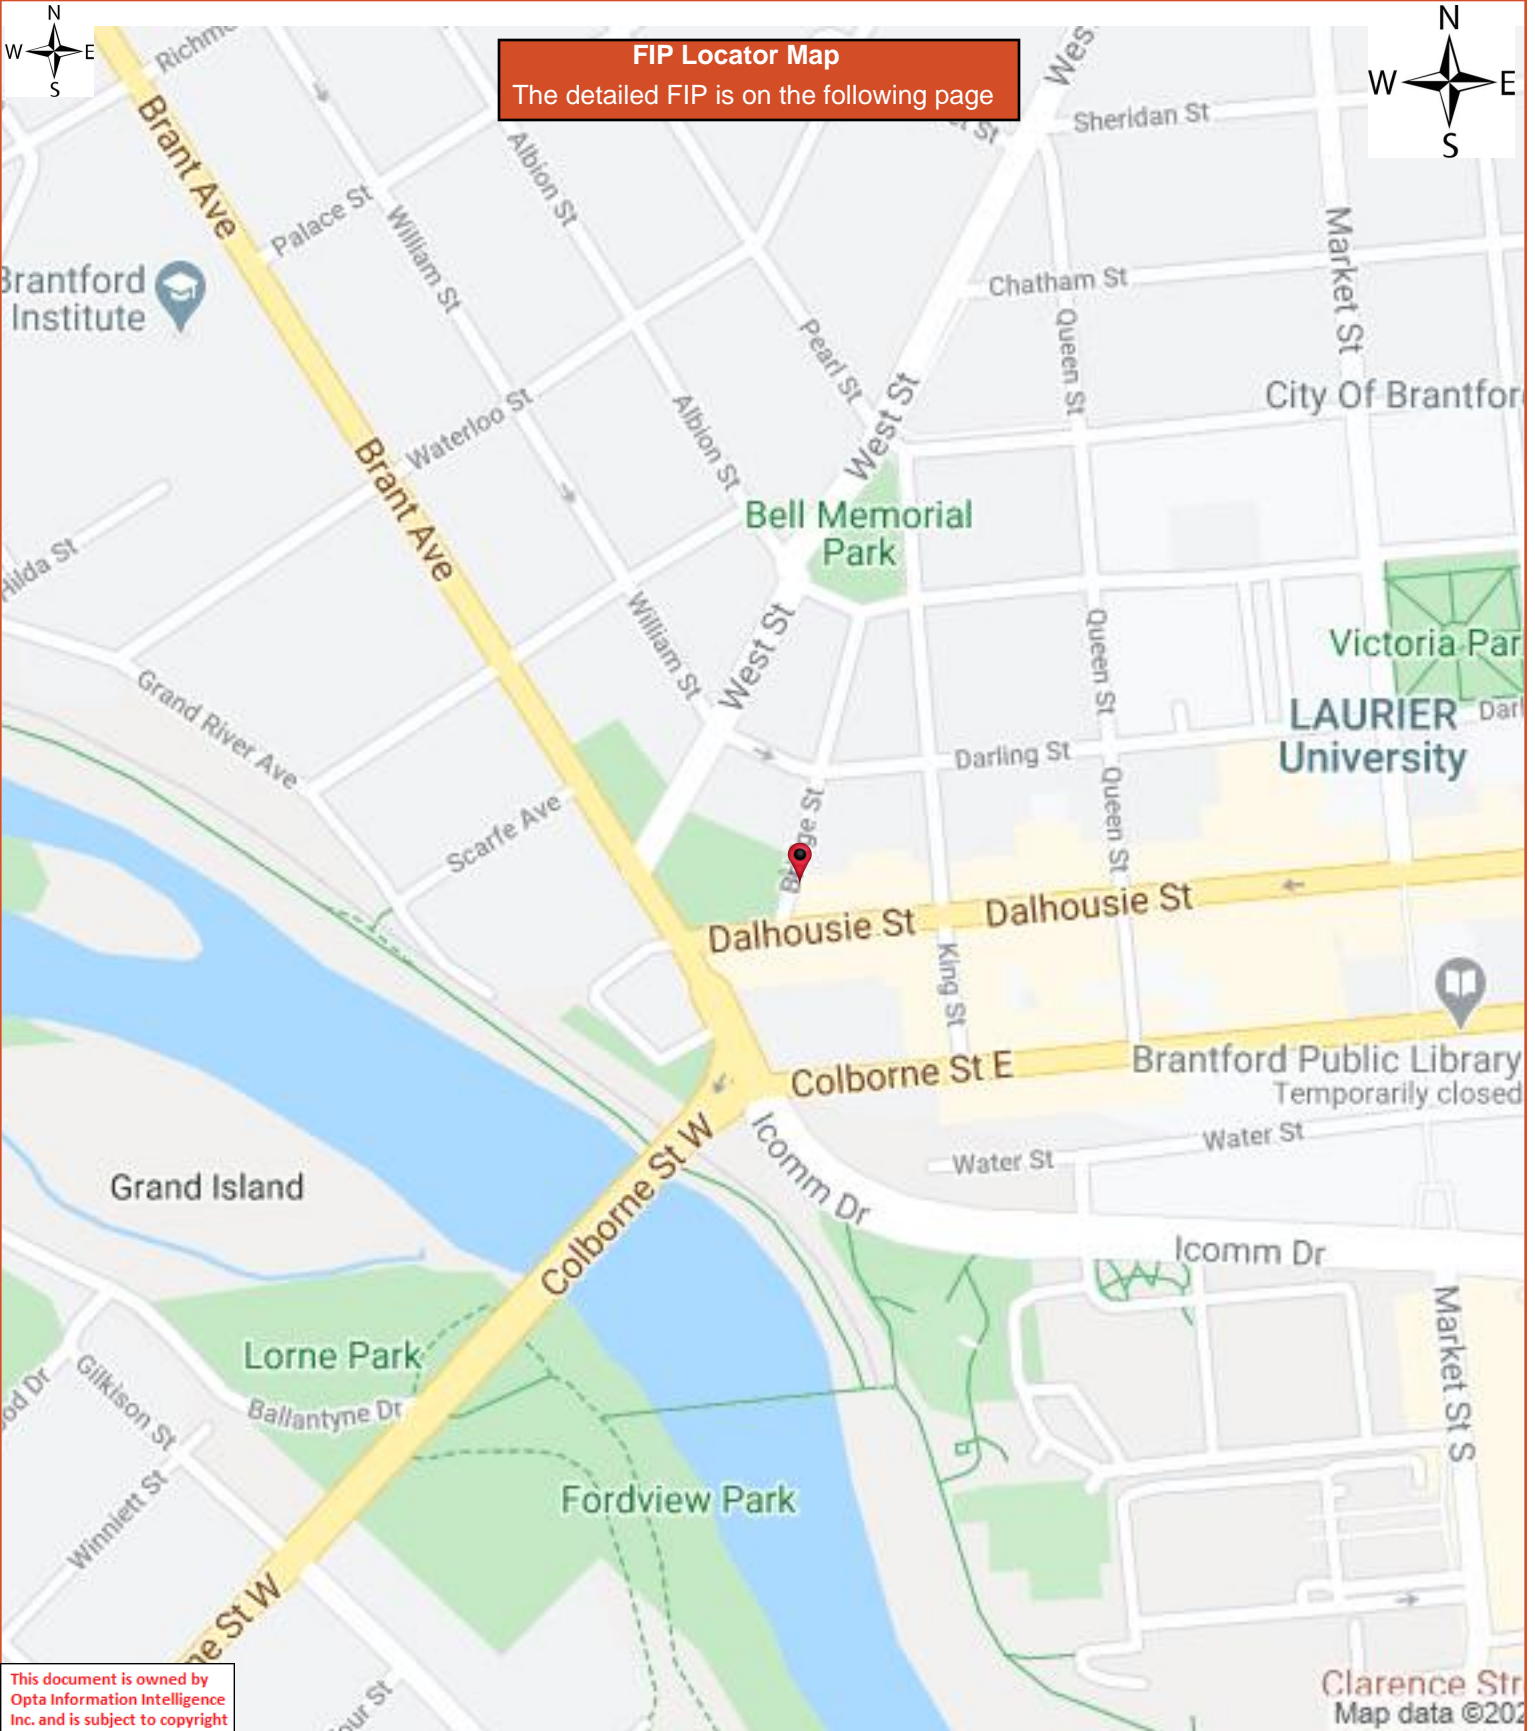 N
W
E
S
FIP Locator Map
The detailed FIP is on the following page
N
W
E
S
Sheridan St
Brant Ave
Albion St
Palace St
William St
Market St
Brantford
Institute
Chatham St
Queen St
Pearl St
West St
City Of Brantfor
Waterloo St
Albion St
Brant Ave
Bell Memorial
Park
Hilda St
William St
West St
Queen St
Victoria Par
Grand River Ave
LAURIER
University
Darling St
Queen St
Scarfe Ave
Dalhousie St
Dalhousie St
King St
Colborne St E
Brantford Public Library
Temporarily closed
Icomm Dr
Water St
Water St
Grand Island
Colborne St W
Icomm Dr
Market St S
Lorne Park
Gilkison St
Ballantyne Dr
Winniett St
Fordview Park
ne St W
This document is owned by
Opta Information Intelligence
Inc. and is subject to copyright
Clarence Str
Map data ©202